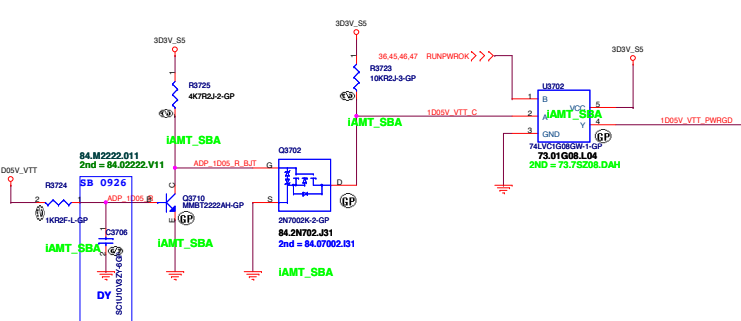 3D3V_S5
3D3V_S5
36,45,46,47 RUNPWROK
3D3V_S5
R3725
4K7R2J-2-GP
R3723
10KR2J-3-GP
U3702
1 B
VCC 5
2 A
Y 4
3 GND
1D05V_VTT_C
1D05V_VTT_PWRGD
iAMT_SBA
iAMT_SBA
iAMT_SBA
GP
74LVC1G08GW-1-GP
73.01G08.L04
2ND = 73.7SZ08.DAH
84.M2222.011
2nd = 84.02222.V11
ADP_1D05_R_BJT
Q3702
G
D
S
GP
2N7002K-2-GP
84.2N702.J31
2nd = 84.07002.I31
iAMT_SBA
D05V_VTT
SB 0926
R3724
2
1
1KR2F-L-GP
ADP_1D05_
B
C
E
Q3710
MMBT2222AH-GP
GP
iAMT_SBA
C3706
iAMT_SBA
DY